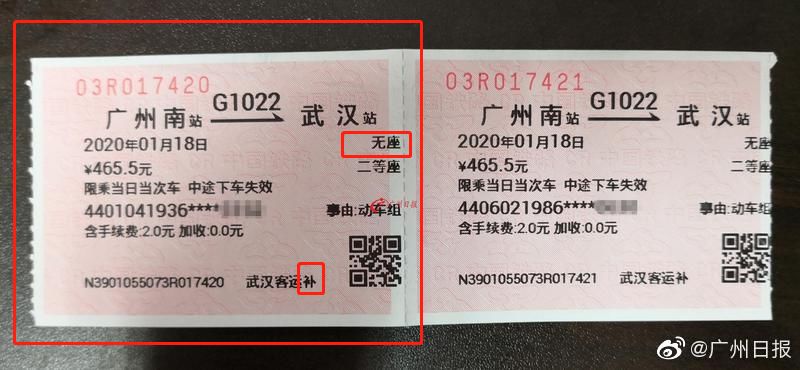 03R017420
G1022
广州南站 武汉站
2020年01月18日 无座
¥465.5元 二等座
限乘当日当次车 中途下车失效
4401041936**** 事由:动车组
含手续费:2.0元 加收:0.0元
N3901055073R017420 武汉客运补
03R017421
G1022
广州南站 武汉站
2020年01月18日 无座
¥465.5元 二等座
限乘当日当次车 中途下车失效
4406021986**** 事由:动车组
含手续费:2.0元 加收:0.0元
N3901055073R017421 武汉客运补
@广州日报